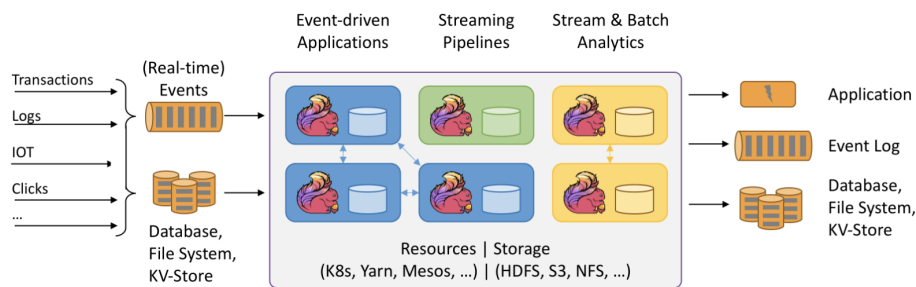 Event-driven
Applications
Streaming
Pipelines
Stream & Batch
Analytics
Transactions
Logs
IOT
Clicks
...
(Real-time)
Events
Database,
File System,
KV-Store
Resources | Storage
(K8s, Yarn, Mesos, ...) | (HDFS, S3, NFS, ...)
Application
Event Log
Database,
File System,
KV-Store